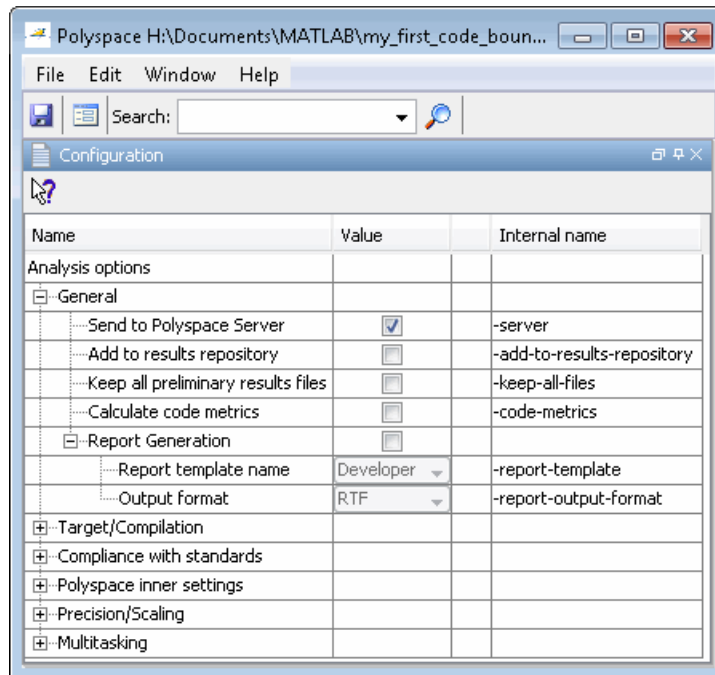 Polyspace H:\Documents\MATLAB\my_first_code_boun...
File Edit Window Help
Search:
Configuration
Name Value Internal name
Analysis options
General
Send to Polyspace Server -server
Add to results repository -add-to-results-repository
Keep all preliminary results files -keep-all-files
Calculate code metrics -code-metrics
Report Generation
Report template name Developer -report-template
Output format RTF -report-output-format
Target/Compilation
Compliance with standards
Polyspace inner settings
Precision/Scaling
Multitasking